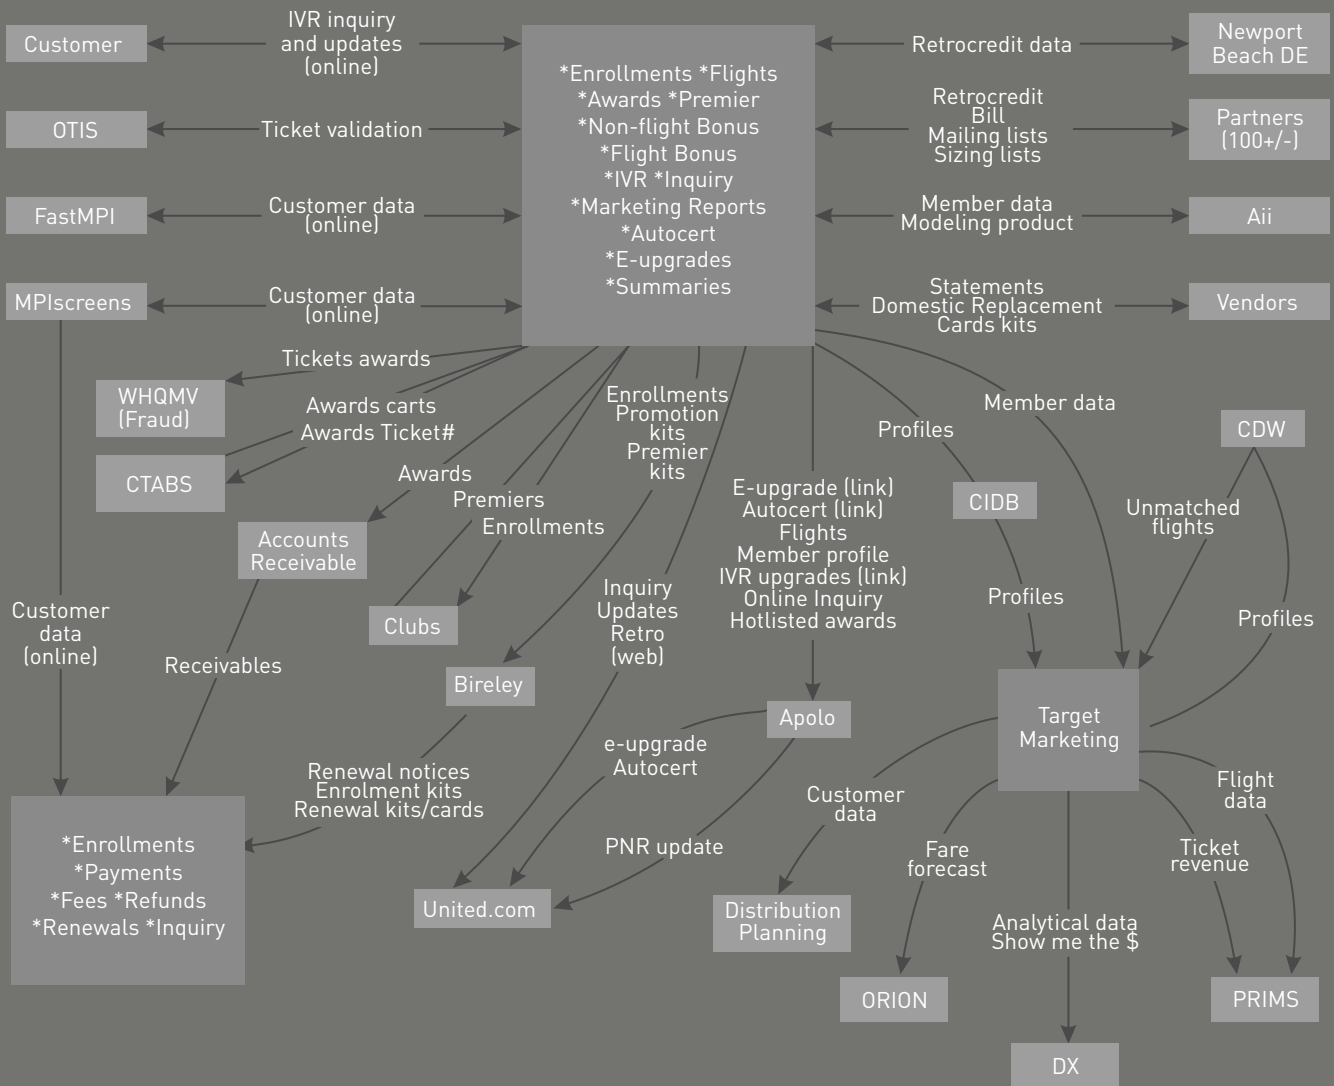 Customer
IVR inquiry
and updates
(online)
OTIS
Ticket validation
FastMPI
Customer data
(online)
MPIscreens
Customer data
(online)
*Enrollments *Flights
*Awards *Premier
*Non-flight Bonus
*Flight Bonus
*IVR *Inquiry
*Marketing Reports
*Autocert
*E-upgrades
*Summaries
Retrocredit data
Newport
Beach DE
Retrocredit
Bill
Mailing lists
Sizing lists
Partners
(100+/-)
Member data
Modeling product
Aii
Statements
Domestic Replacement
Cards kits
Vendors
Tickets awards
WHQMV
(Fraud)
Awards carts
Awards Ticket#
CTABS
Awards
Accounts
Receivable
Premiers
Enrollments
Clubs
Enrollments
Promotion
kits
Premier
kits
Bireley
Inquiry
Updates
Retro
(web)
E-upgrade (link)
Autocert (link)
Flights
Member profile
IVR upgrades (link)
Online Inquiry
Hotlisted awards
Apolo
Profiles
CIDB
Profiles
Member data
CDW
Unmatched
flights
Profiles
Target
Marketing
Customer
data
(online)
Receivables
Renewal notices
Enrolment kits
Renewal kits/cards
*Enrollments
*Payments
*Fees *Refunds
*Renewals *Inquiry
e-upgrade
Autocert
PNR update
United.com
Customer
data
Distribution
Planning
Fare
forecast
ORION
Analytical data
Show me the $
DX
Ticket
revenue
Flight
data
PRIMS